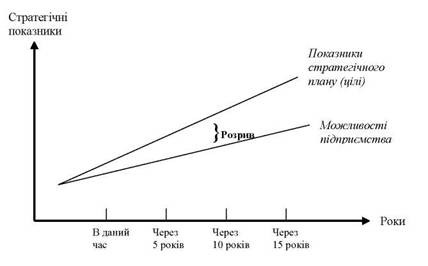 Стратегічні
показники
Показники
стратегічного
плану (цілі)
Розрив
Можливості
підприємства
Роки
В даний
час
Через
5 років
Через
10 років
Через
15 років